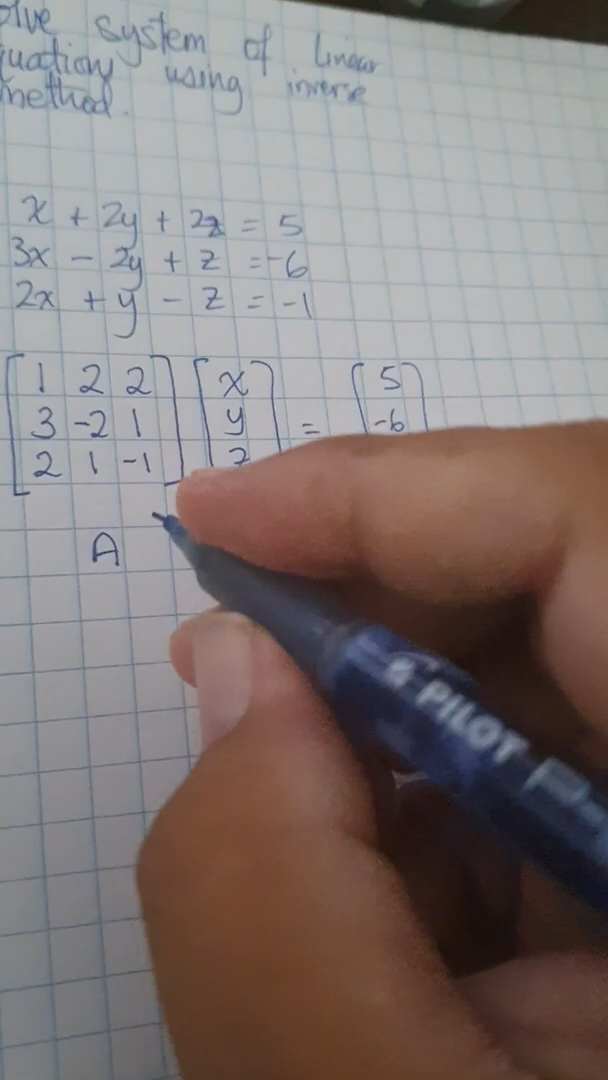 system of linear
using inverse
method.
x + 2y + 2z = 5
3x - 2y + z = -6
2x + y - z = -1
[1 2 2] [x] = [5]
[3 -2 1] [y] [-6]
[2 1 -1] [z]
A
PILOT